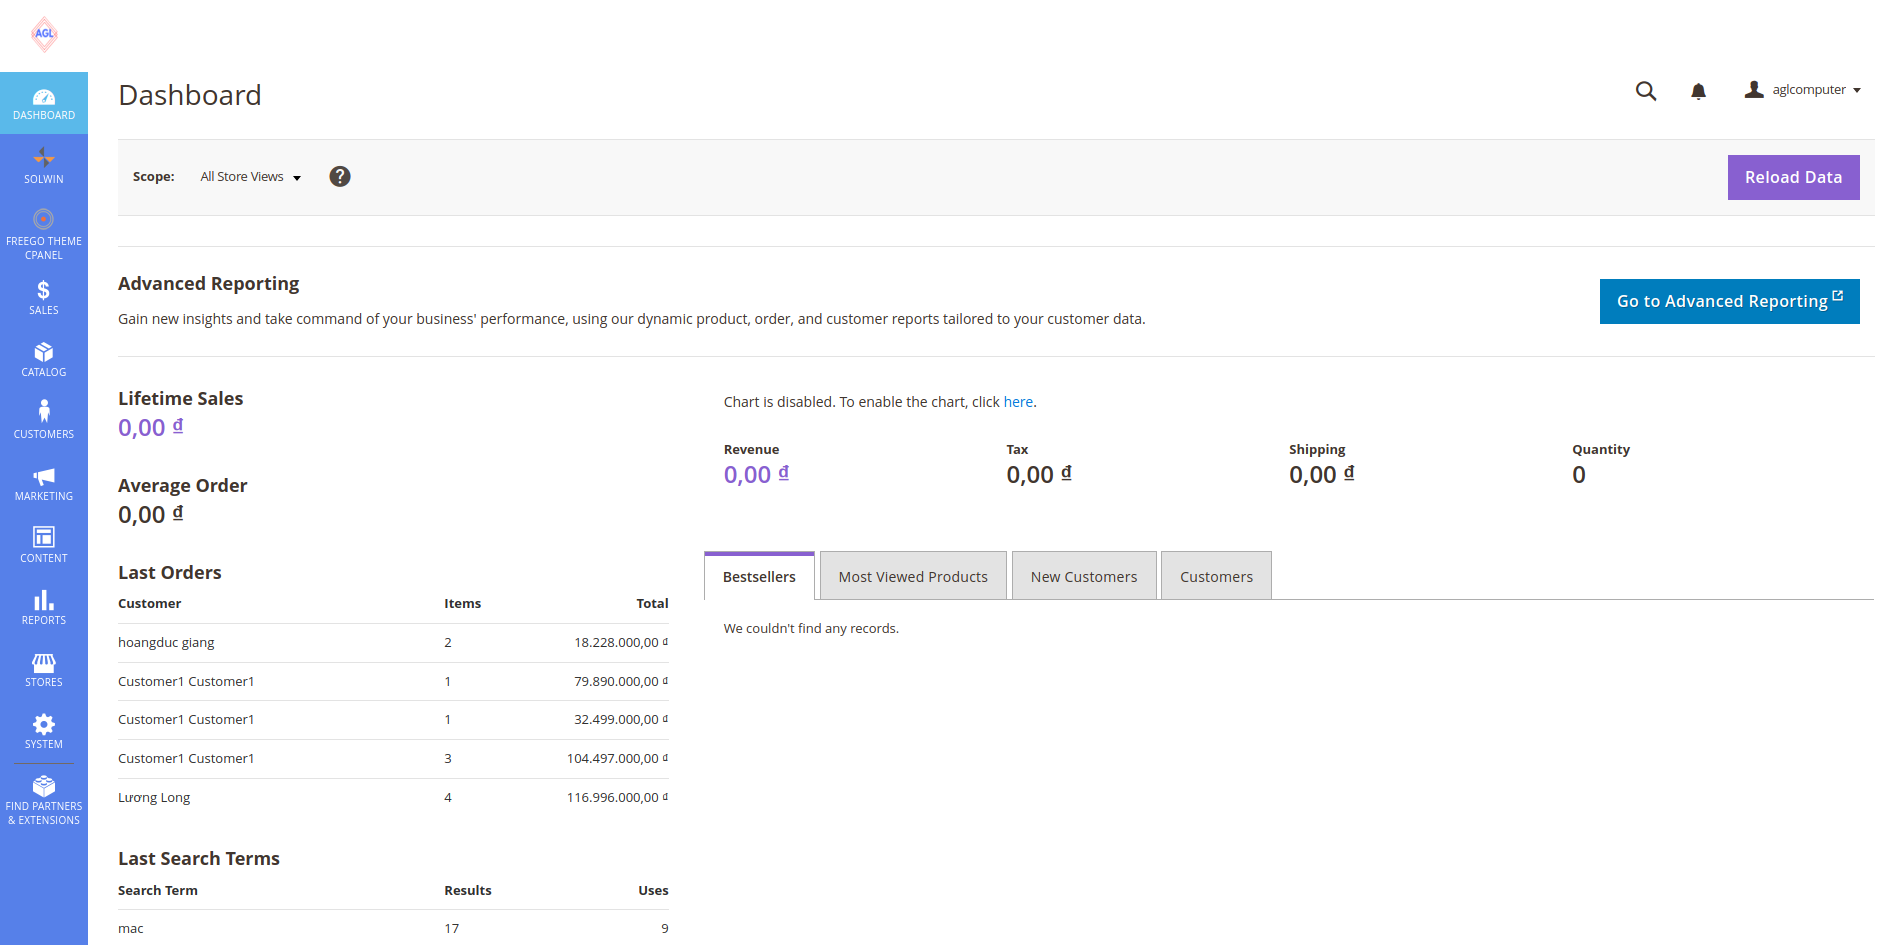 AGL
DASHBOARD
SOLWIN
FREEGO THEME
CPANEL
SALES
CATALOG
CUSTOMERS
MARKETING
CONTENT
REPORTS
STORES
SYSTEM
FIND PARTNERS
& EXTENSIONS
Dashboard
aglcomputer
Scope: All Store Views ?
Reload Data
Advanced Reporting
Gain new insights and take command of your business' performance, using our dynamic product, order, and customer reports tailored to your customer data.
Go to Advanced Reporting
Lifetime Sales
0,00 ₫
Average Order
0,00 ₫
Last Orders
Customer Items Total
hoangduc giang 2 18.228.000,00 ₫
Customer1 Customer1 1 79.890.000,00 ₫
Customer1 Customer1 1 32.499.000,00 ₫
Customer1 Customer1 3 104.497.000,00 ₫
Lương Long 4 116.996.000,00 ₫
Last Search Terms
Search Term Results Uses
mac 17 9
Chart is disabled. To enable the chart, click here.
Revenue Tax Shipping Quantity
0,00 ₫ 0,00 ₫ 0,00 ₫ 0
Bestsellers Most Viewed Products New Customers Customers
We couldn't find any records.